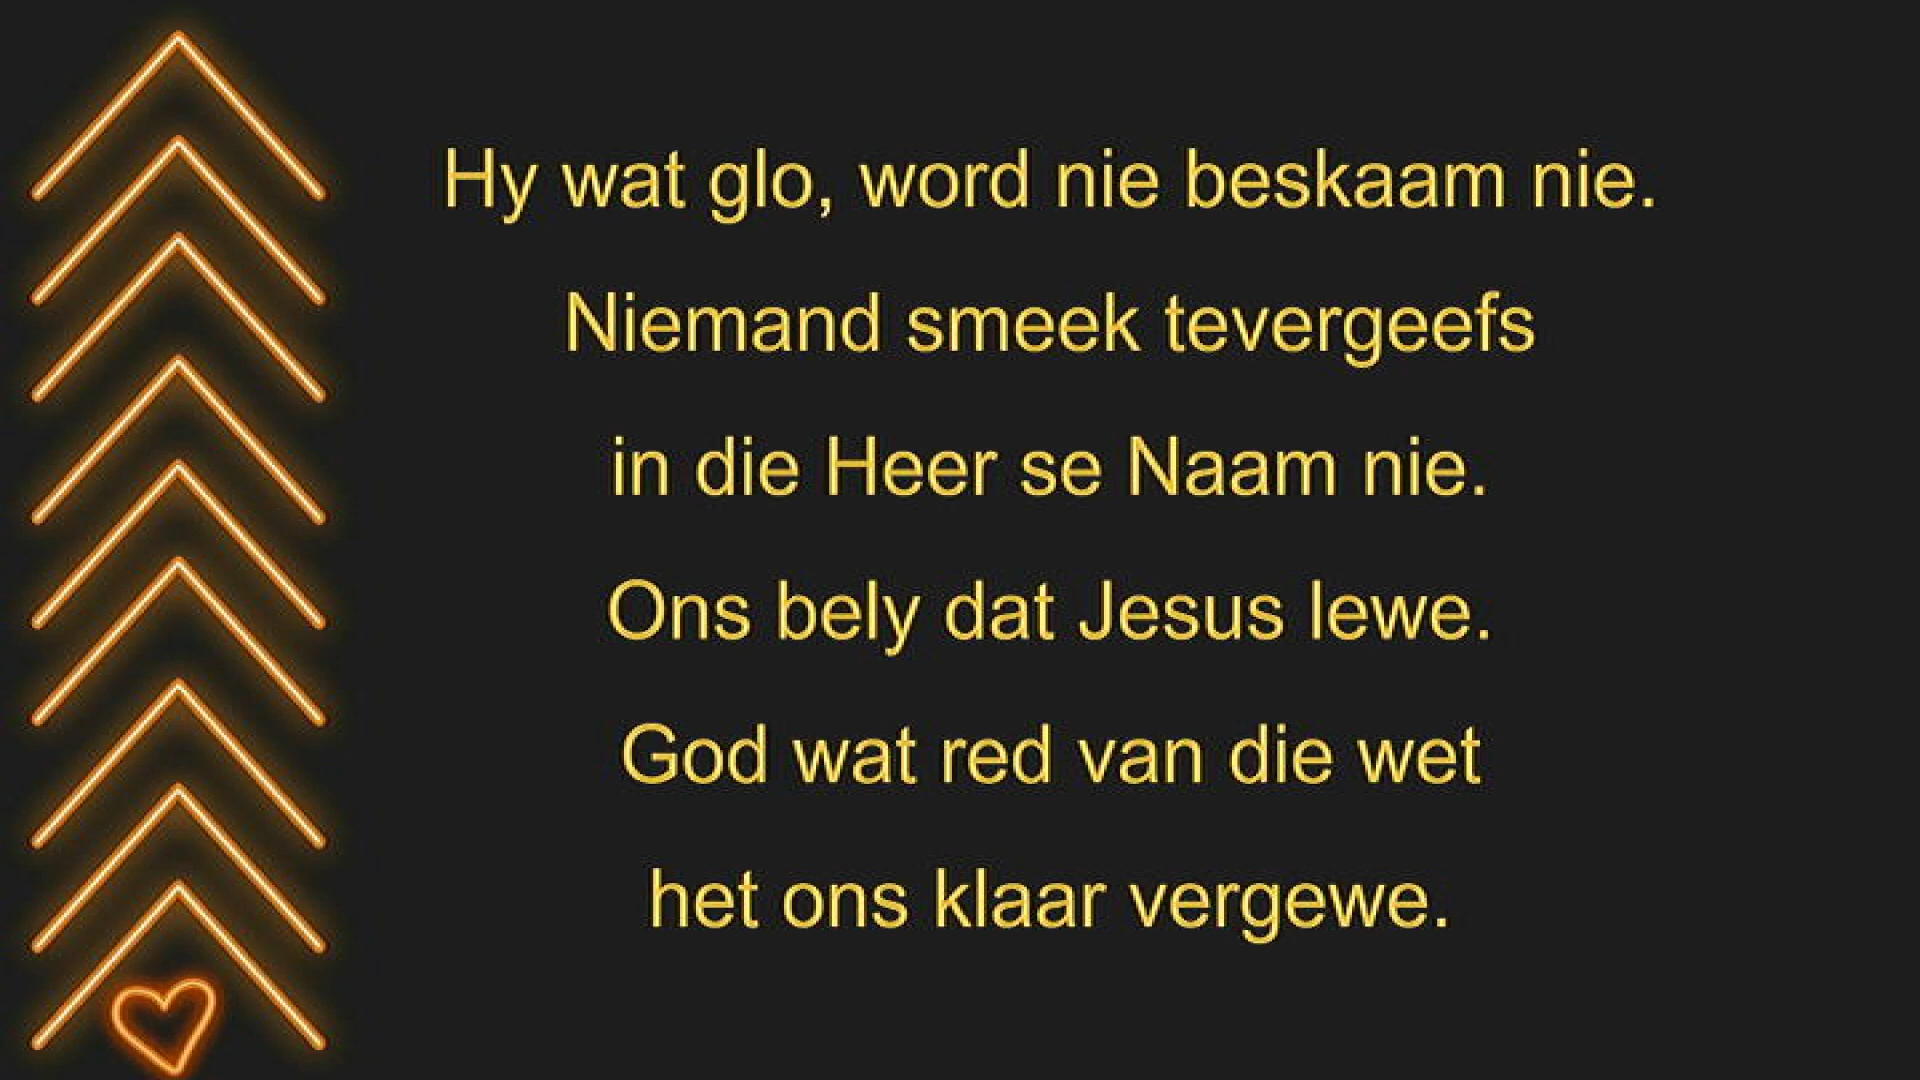 Hy wat glo, word nie beskaam nie.
Niemand smeek tevergeefs
in die Heer se Naam nie.
Ons bely dat Jesus lewe.
God wat red van die wet
het ons klaar vergewe.